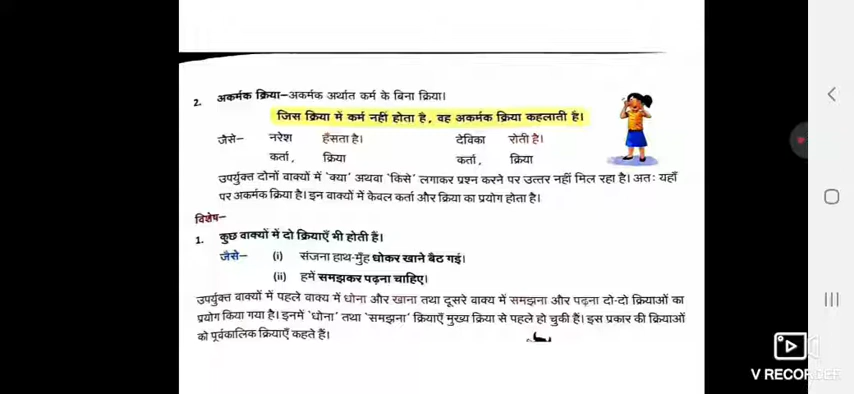 2. अकर्मक क्रिया–अकर्मक अर्थात कर्म के बिना क्रिया।
जिस क्रिया में कर्म नहीं होता है, वह अकर्मक क्रिया कहलाती है।
जैसे– नरेश हँसता है। देविका रोती है।
कर्ता, क्रिया कर्ता, क्रिया
उपर्युक्त दोनों वाक्यों में 'क्या' अथवा 'किसे' लगाकर प्रश्न करने पर उत्तर नहीं मिल रहा है। अतः यहाँ
पर अकर्मक क्रिया है। इन वाक्यों में केवल कर्ता और क्रिया का प्रयोग होता है।
विशेष–
1. कुछ वाक्यों में दो क्रियाएँ भी होती हैं।
जैसे– (i) संजना हाथ-मुँह धोकर खाने बैठ गई।
(ii) हमें समझकर पढ़ना चाहिए।
उपर्युक्त वाक्यों में पहले वाक्य में धोना और खाना तथा दूसरे वाक्य में समझना और पढ़ना दो-दो क्रियाओं का
प्रयोग किया गया है। इनमें 'धोना' तथा 'समझना' क्रियाएँ मुख्य क्रिया से पहले हो चुकी हैं। इस प्रकार की क्रियाओं
को पूर्वकालिक क्रियाएँ कहते हैं।
V RECORDER